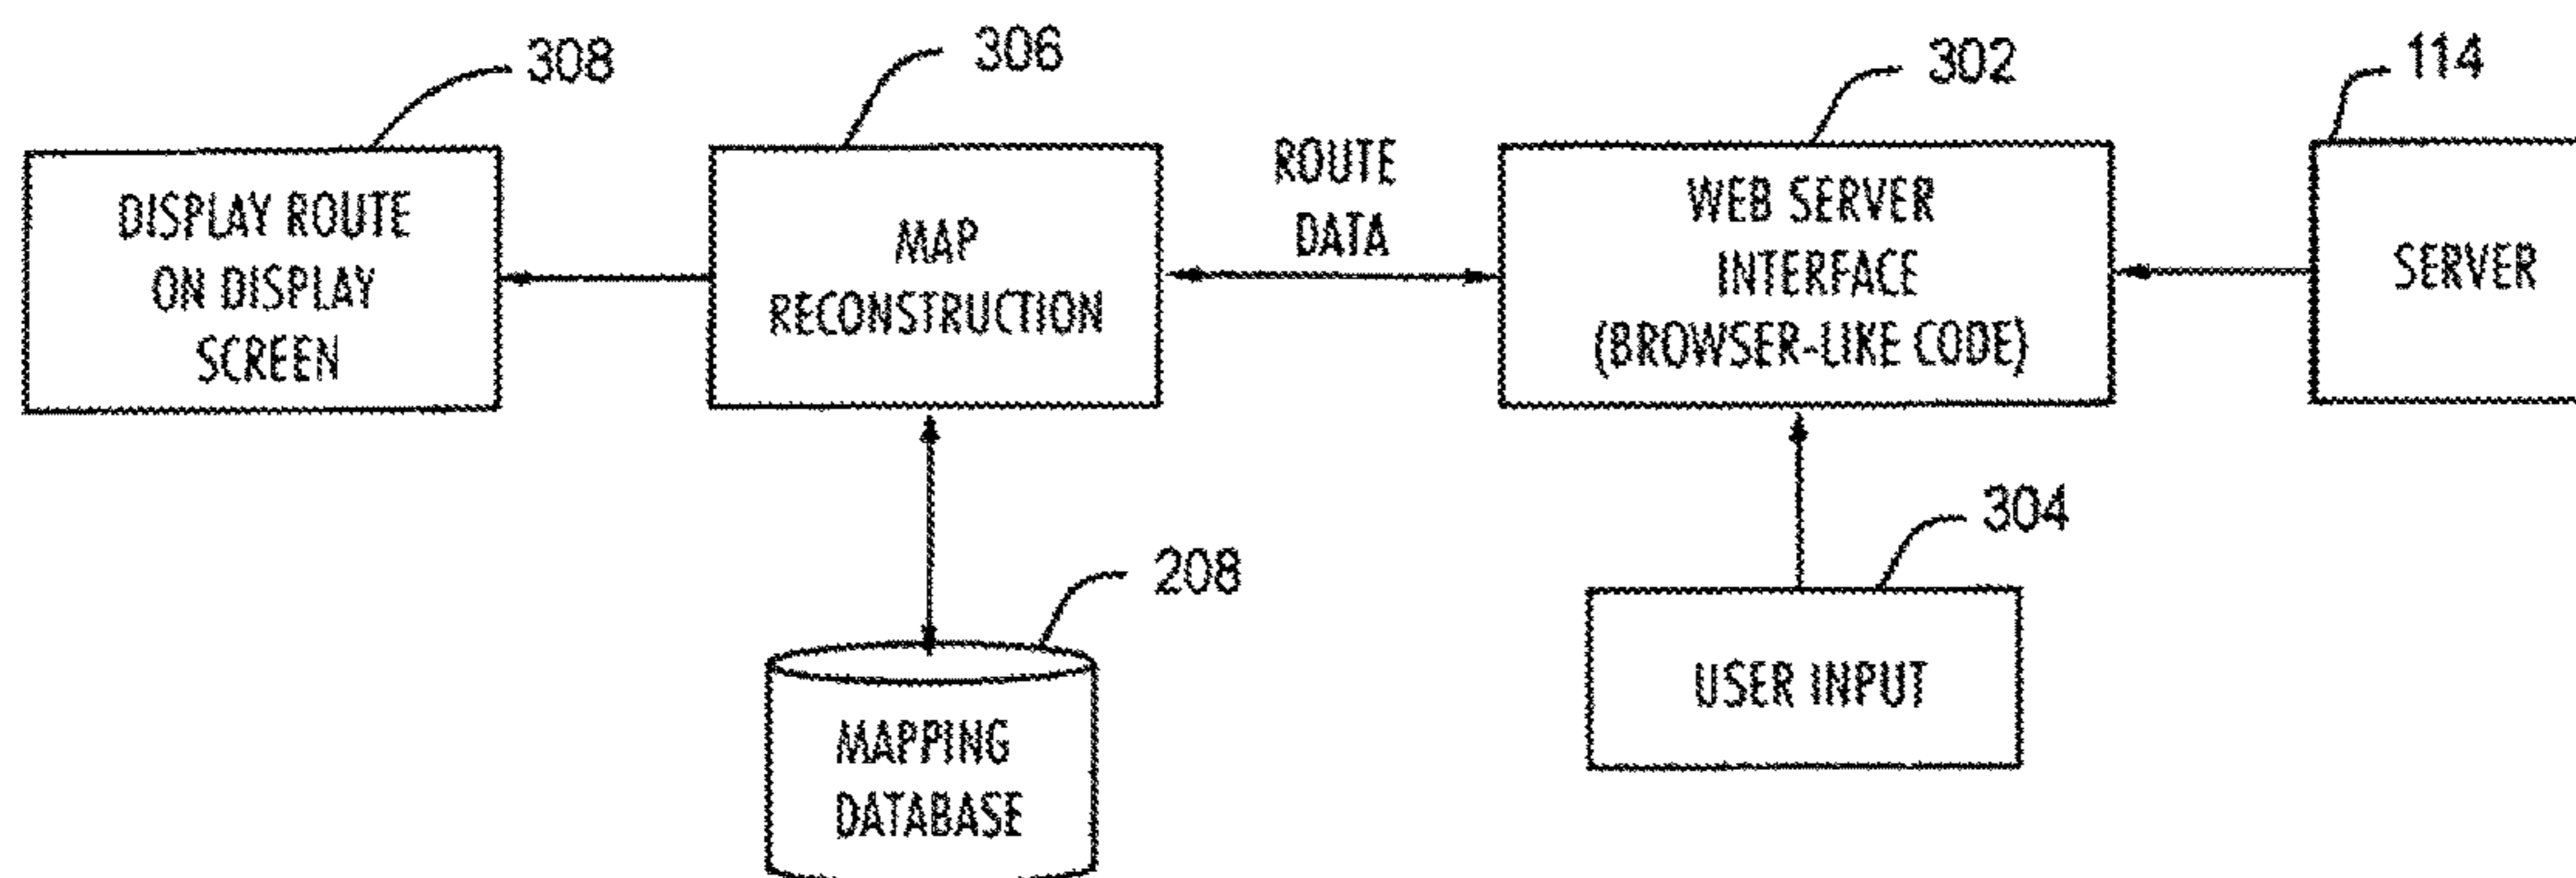 308
306
302
114
DISPLAY ROUTE
ON DISPLAY
SCREEN
MAP
RECONSTRUCTION
ROUTE
DATA
WEB SERVER
INTERFACE
(BROWSER-LIKE CODE)
SERVER
208
MAPPING
DATABASE
304
USER INPUT